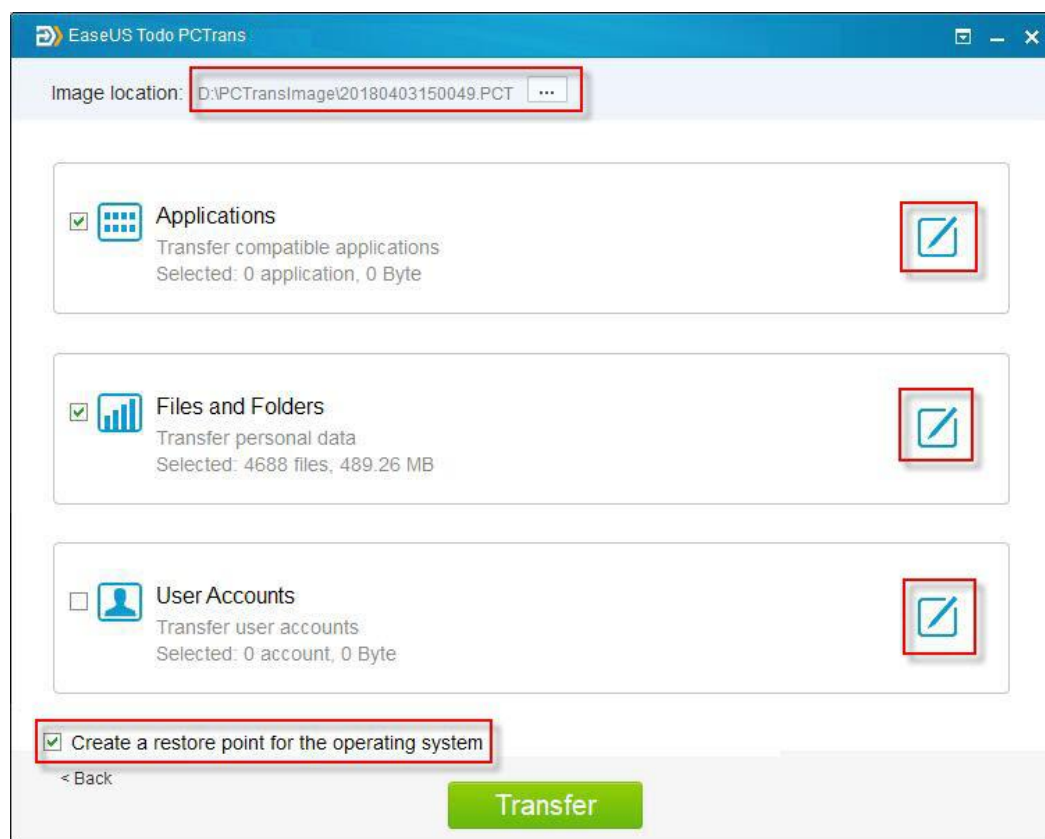 EaseUS Todo PCTrans
Image location: D:\PCTransImage\20180403150049.PCT ...
Applications
Transfer compatible applications
Selected: 0 application, 0 Byte
Files and Folders
Transfer personal data
Selected: 4688 files, 489.26 MB
User Accounts
Transfer user accounts
Selected: 0 account, 0 Byte
Create a restore point for the operating system
< Back
Transfer